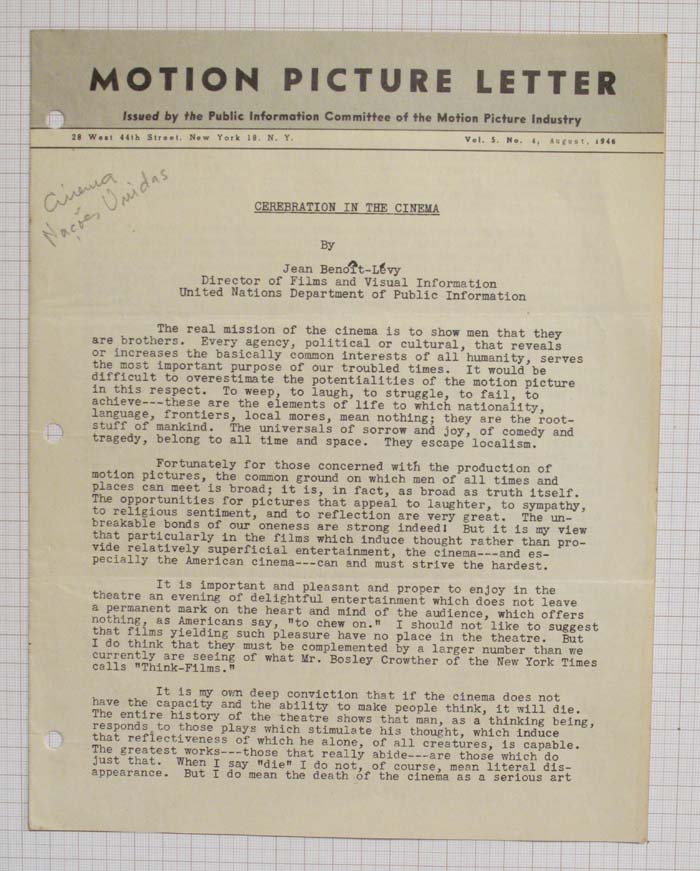 MOTION PICTURE LETTER
Issued by the Public Information Committee of the Motion Picture Industry
28 West 44th Street, New York 18, N. Y. Vol. 5. No. 4, August, 1946
Cinema
Nações Unidas
CEREBRATION IN THE CINEMA
By
Jean Benoît-Lévy
Director of Films and Visual Information
United Nations Department of Public Information
The real mission of the cinema is to show men that they
are brothers. Every agency, political or cultural, that reveals
or increases the basically common interests of all humanity, serves
the most important purpose of our troubled times. It would be
difficult to overestimate the potentialities of the motion picture
in this respect. To weep, to laugh, to struggle, to fail, to
achieve---these are the elements of life to which nationality,
language, frontiers, local mores, mean nothing; they are the root-
stuff of mankind. The universals of sorrow and joy, of comedy and
tragedy, belong to all time and space. They escape localism.
Fortunately for those concerned with the production of
motion pictures, the common ground on which men of all times and
places can meet is broad; it is, in fact, as broad as truth itself.
The opportunities for pictures that appeal to laughter, to sympathy,
to religious sentiment, and to reflection are very great. The un-
breakable bonds of our oneness are strong indeed! But it is my view
that particularly in the films which induce thought rather than pro-
vide relatively superficial entertainment, the cinema---and es-
pecially the American cinema---can and must strive the hardest.
It is important and pleasant and proper to enjoy in the
theatre an evening of delightful entertainment which does not leave
a permanent mark on the heart and mind of the audience, which offers
nothing, as Americans say, "to chew on." I should not like to suggest
that films yielding such pleasure have no place in the theatre. But
I do think that they must be complemented by a larger number than we
currently are seeing of what Mr. Bosley Crowther of the New York Times
calls "Think-Films."
It is my own deep conviction that if the cinema does not
have the capacity and the ability to make people think, it will die.
The entire history of the theatre shows that man, as a thinking being,
responds to those plays which stimulate his thought, which induce
that reflectiveness of which he alone, of all creatures, is capable.
The greatest works---those that really abide---are those which do
just that. When I say "die" I do not, of course, mean literal dis-
appearance. But I do mean the death of the cinema as a serious art